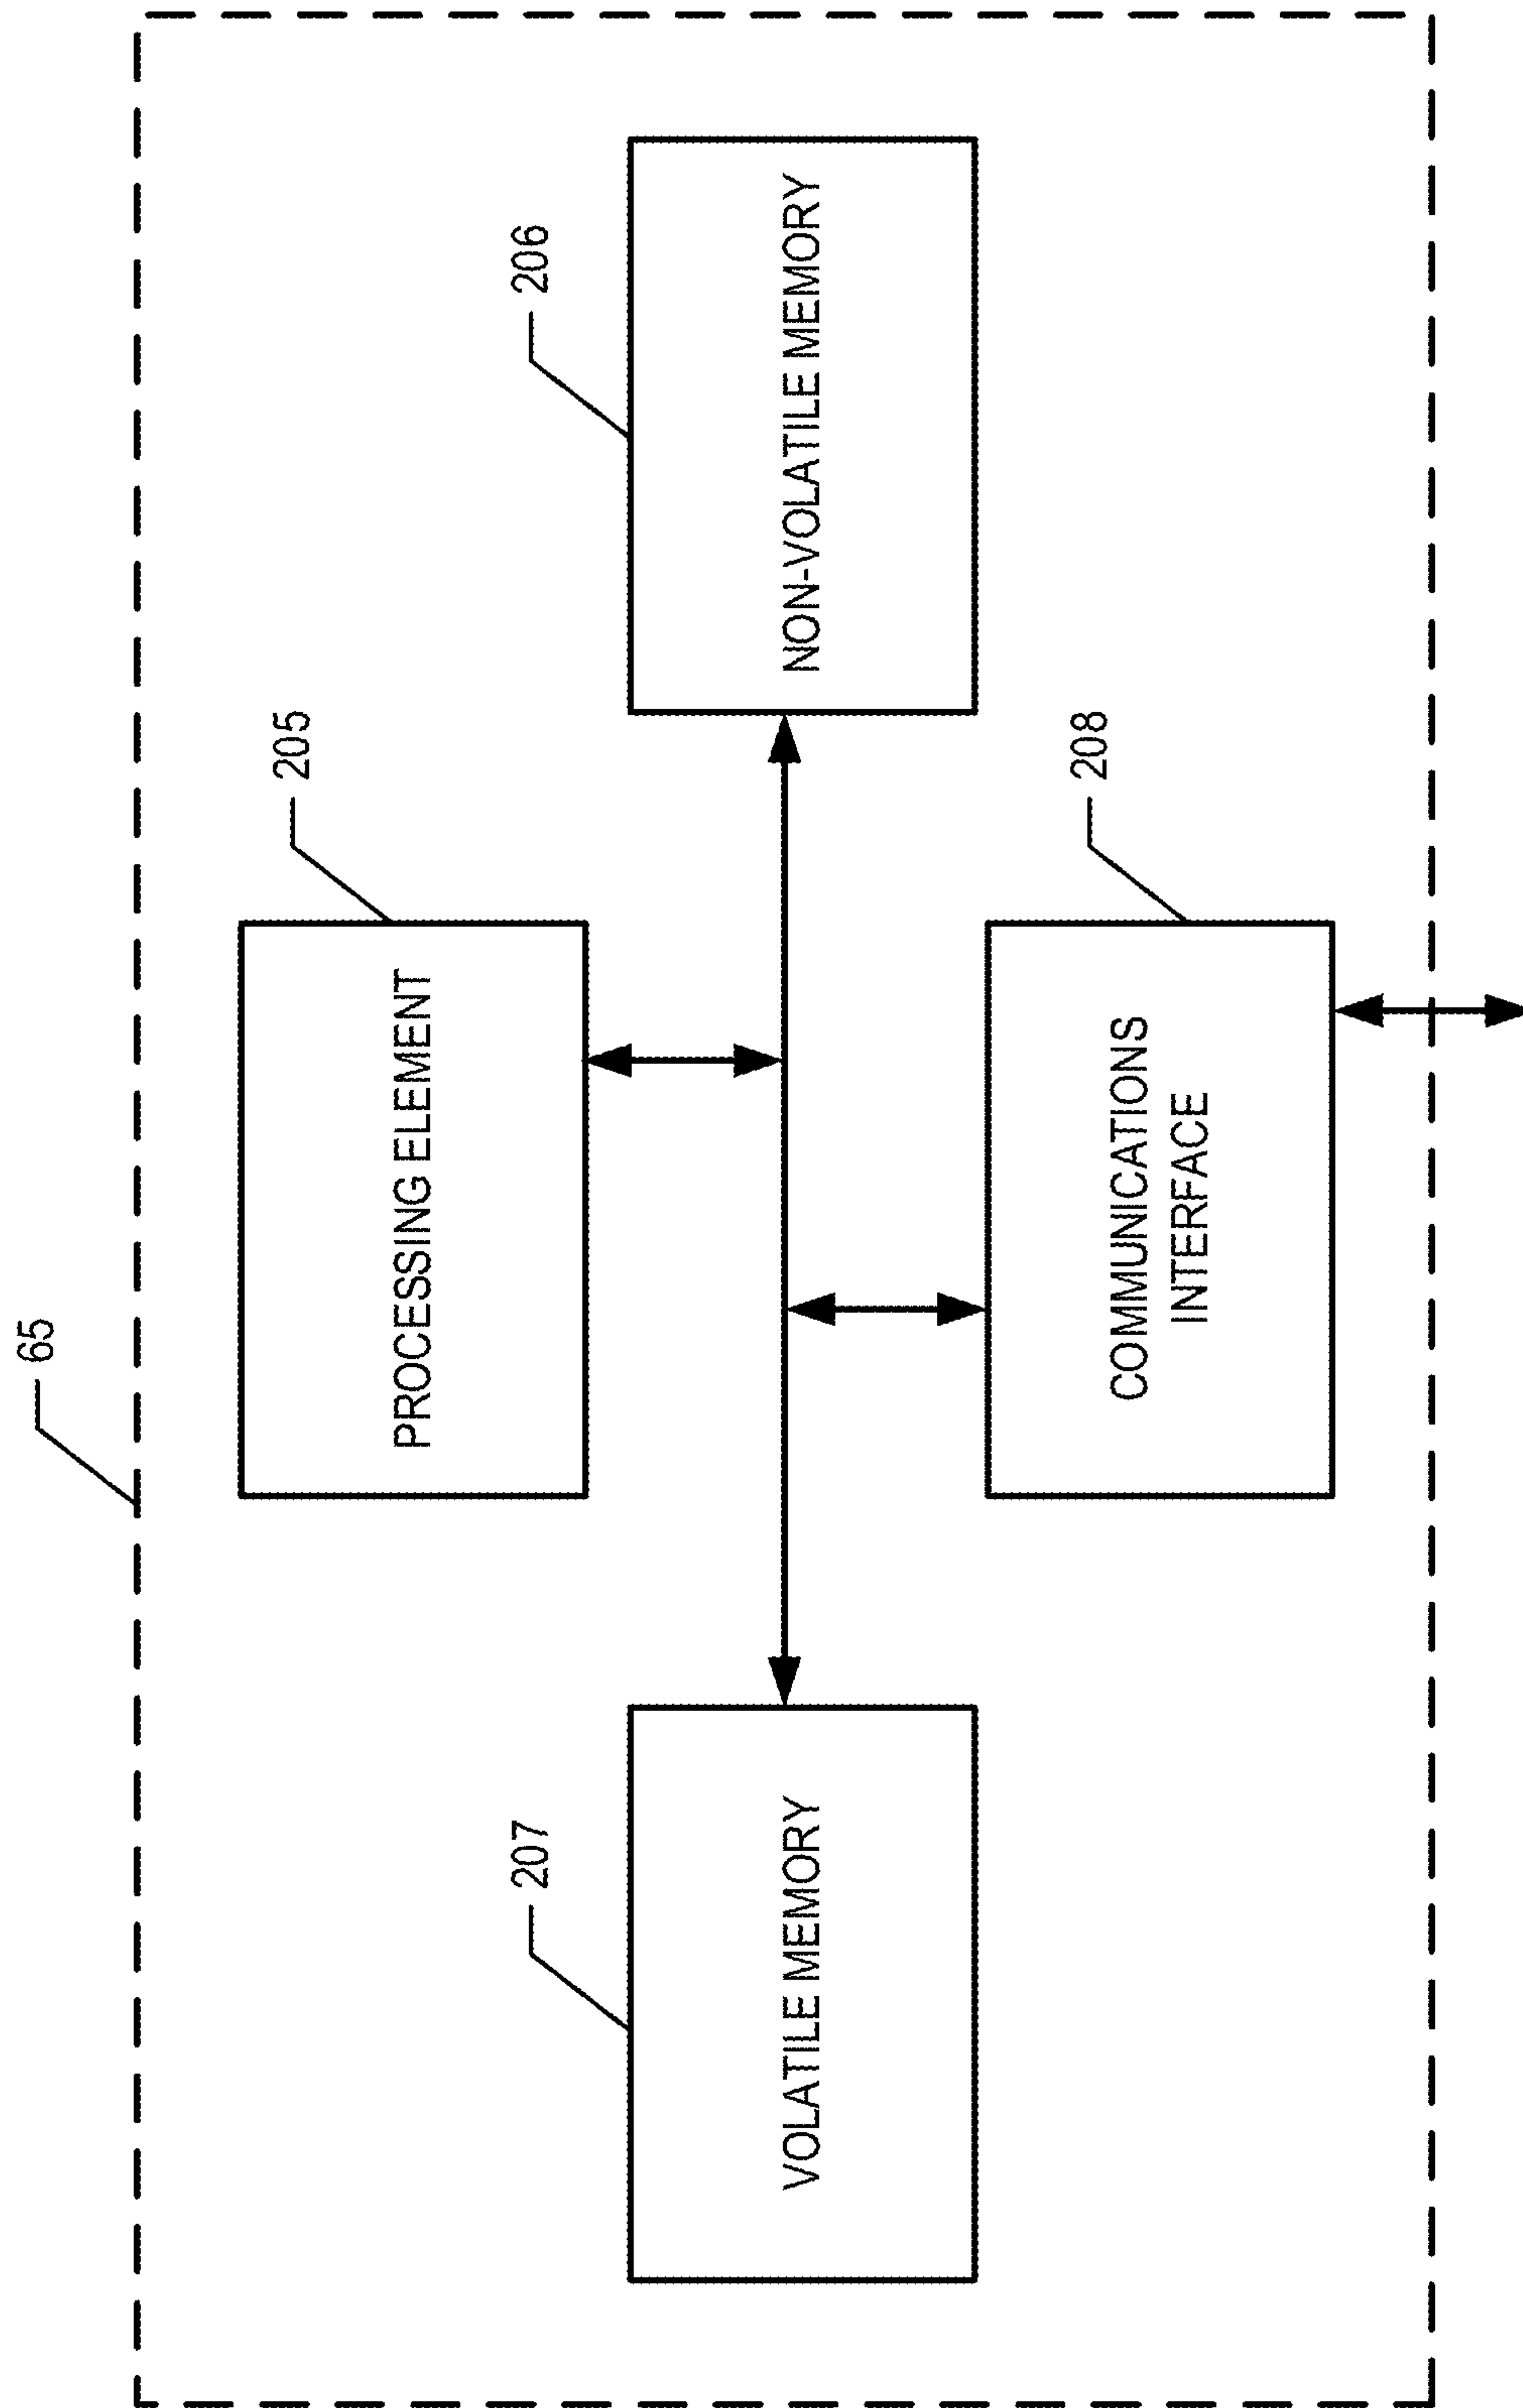 65
205
PROCESSING ELEMENT
207
206
VOLATILE MEMORY
NON-VOLATILE MEMORY
208
COMMUNICATIONS
INTERFACE